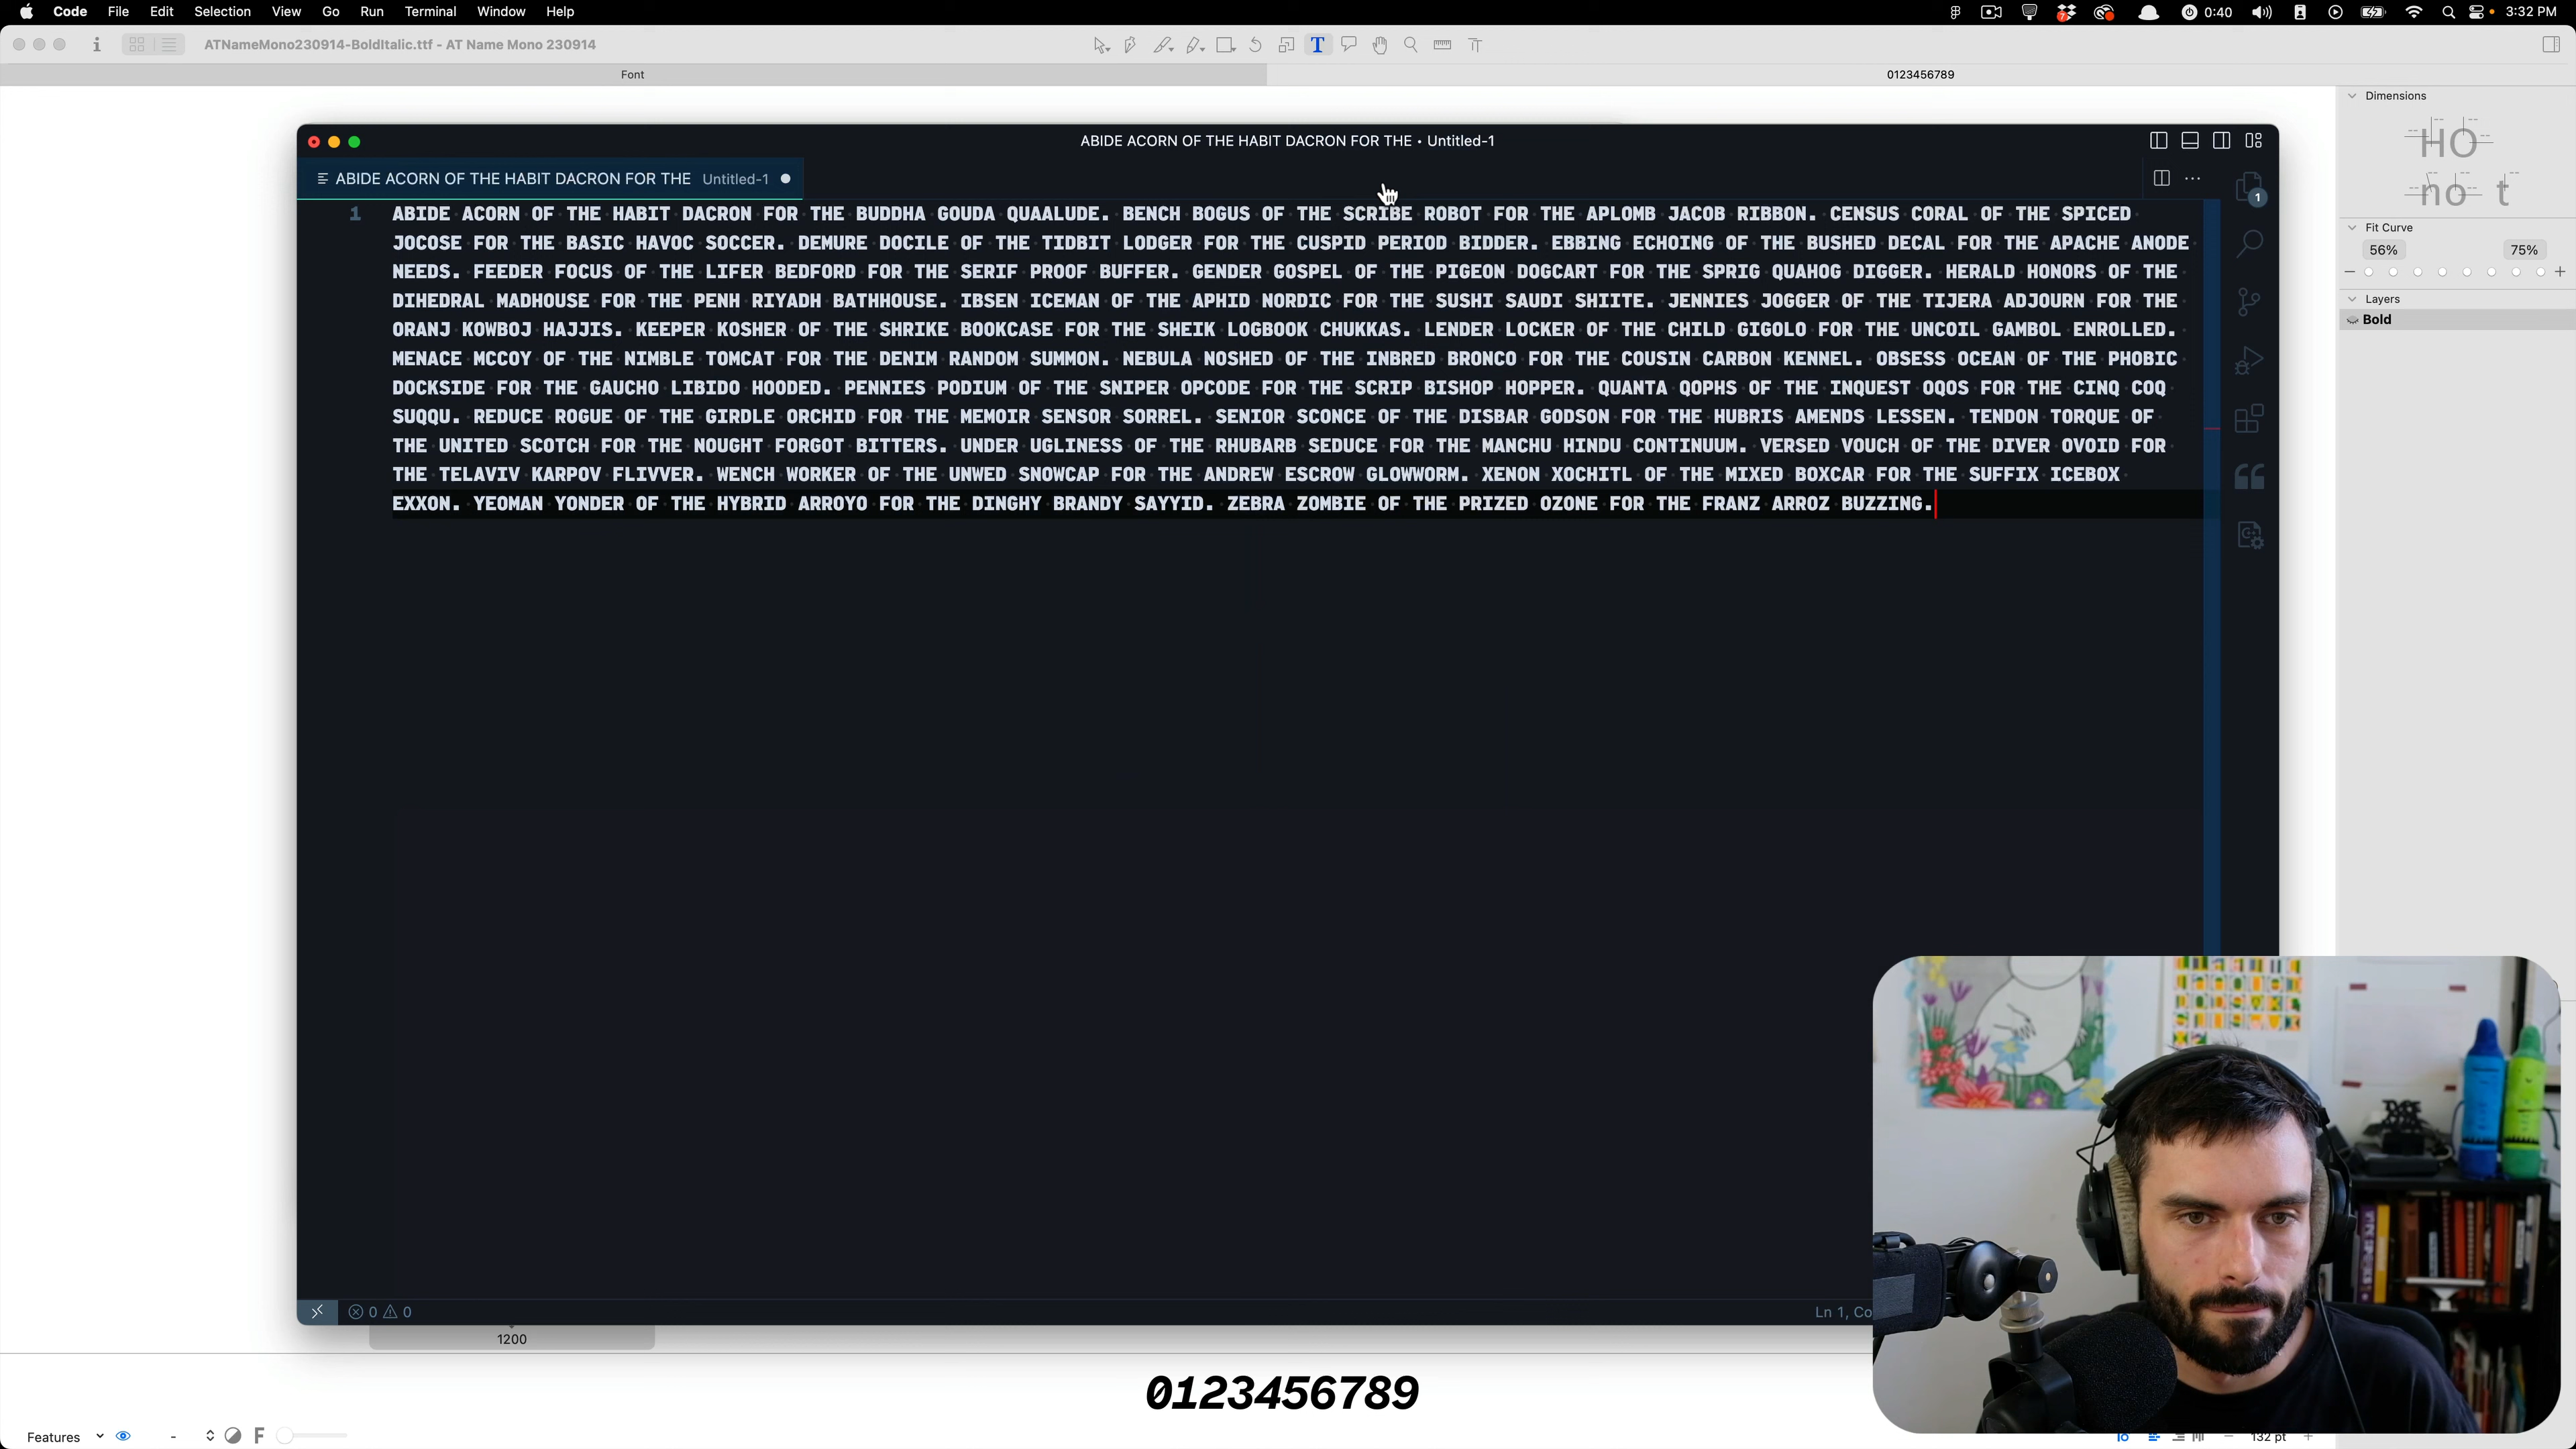 Code File Edit Selection View Go Run Terminal Window Help
7 0:40 3:32 PM
ATNameMono230914-BoldItalic.ttf - AT Name Mono 230914
Font 0123456789
ABIDE ACORN OF THE HABIT DACRON FOR THE • Untitled-1
ABIDE ACORN OF THE HABIT DACRON FOR THE Untitled-1
1 ABIDE ACORN OF THE HABIT DACRON FOR THE BUDDHA GOUDA QUAALUDE. BENCH BOGUS OF THE SCRIBE ROBOT FOR THE APLOMB JACOB RIBBON. CENSUS CORAL OF THE SPICED
JOCOSE FOR THE BASIC HAVOC SOCCER. DEMURE DOCILE OF THE TIDBIT LODGER FOR THE CUSPID PERIOD BIDDER. EBBING ECHOING OF THE BUSHED DECAL FOR THE APACHE ANODE
NEEDS. FEEDER FOCUS OF THE LIFER BEDFORD FOR THE SERIF PROOF BUFFER. GENDER GOSPEL OF THE PIGEON DOGCART FOR THE SPRIG QUAHOG DIGGER. HERALD HONORS OF THE
DIHEDRAL MADHOUSE FOR THE PENH RIYADH BATHHOUSE. IBSEN ICEMAN OF THE APHID NORDIC FOR THE SUSHI SAUDI SHIITE. JENNIES JOGGER OF THE TIJERA ADJOURN FOR THE
ORANJ KOWBOJ HAJJIS. KEEPER KOSHER OF THE SHRIKE BOOKCASE FOR THE SHEIK LOGBOOK CHUKKAS. LENDER LOCKER OF THE CHILD GIGOLO FOR THE UNCOIL GAMBOL ENROLLED.
MENACE MCCOY OF THE NIMBLE TOMCAT FOR THE DENIM RANDOM SUMMON. NEBULA NOSHED OF THE INBRED BRONCO FOR THE COUSIN CARBON KENNEL. OBSESS OCEAN OF THE PHOBIC
DOCKSIDE FOR THE GAUCHO LIBIDO HOODED. PENNIES PODIUM OF THE SNIPER OPCODE FOR THE SCRIP BISHOP HOPPER. QUANTA QOPHS OF THE INQUEST OQOS FOR THE CINQ COQ
SUQQU. REDUCE ROGUE OF THE GIRDLE ORCHID FOR THE MEMOIR SENSOR SORREL. SENIOR SCONCE OF THE DISBAR GODSON FOR THE HUBRIS AMENDS LESSEN. TENDON TORQUE OF
THE UNITED SCOTCH FOR THE NOUGHT FORGOT BITTERS. UNDER UGLINESS OF THE RHUBARB SEDUCE FOR THE MANCHU HINDU CONTINUUM. VERSED VOUCH OF THE DIVER OVOID FOR
THE TELAVIV KARPOV FLIVVER. WENCH WORKER OF THE UNWED SNOWCAP FOR THE ANDREW ESCROW GLOWWORM. XENON XOCHITL OF THE MIXED BOXCAR FOR THE SUFFIX ICEBOX
EXXON. YEOMAN YONDER OF THE HYBRID ARROYO FOR THE DINGHY BRANDY SAYYID. ZEBRA ZOMBIE OF THE PRIZED OZONE FOR THE FRANZ ARROZ BUZZING.
1
Dimensions
HO
no t
Fit Curve
56% 75%
Layers
Bold
0 0
Ln 1, Co
1200
0123456789
Features - F 132 pt